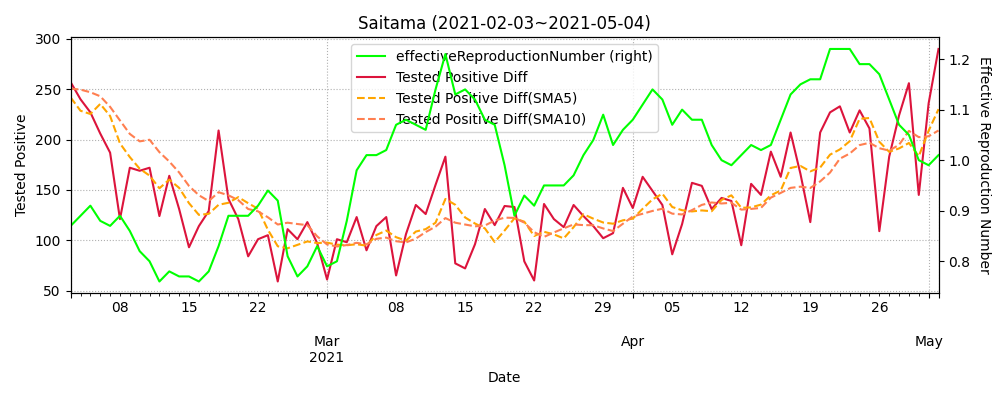 Saitama (2021-02-03~2021-05-04)
effectiveReproductionNumber (right)
Tested Positive Diff
Tested Positive Diff(SMA5)
Tested Positive Diff(SMA10)
Tested Positive
300
250
200
150
100
50
1.2
1.1
1.0
0.9
0.8
Effective Reproduction Number
08 15 22 08 15 22 29 05 12 19 26
Mar Apr May
2021
Date